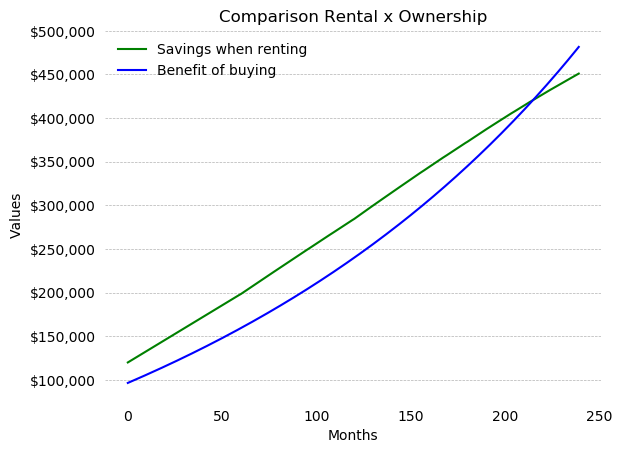 Comparison Rental x Ownership
$500,000
$450,000
$400,000
$350,000
$300,000
$250,000
$200,000
$150,000
$100,000
Values
Savings when renting
Benefit of buying
0 50 100 150 200 250
Months